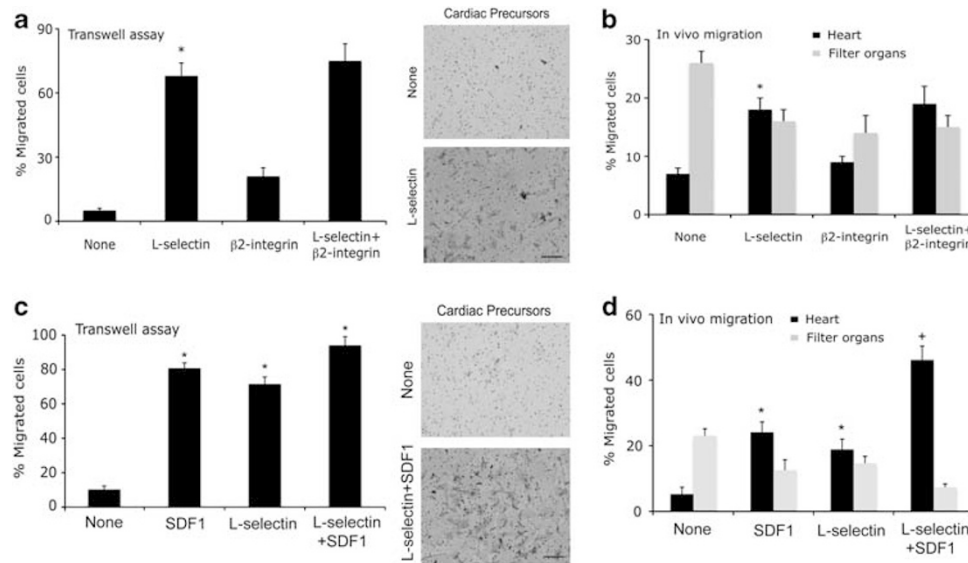 a
Transwell assay
% Migrated cells
90
60
30
0
*
None
L-selectin
β2-integrin
L-selectin+
β2-integrin
Cardiac Precursors
None
L-selectin
b
In vivo migration
Heart
Filter organs
% Migrated cells
30
20
10
0
*
None
L-selectin
β2-integrin
L-selectin+
β2-integrin
c
Transwell assay
% Migrated cells
100
80
60
40
20
0
*
*
*
None
SDF1
L-selectin
L-selectin
+SDF1
Cardiac Precursors
None
L-selectin+SDF1
d
In vivo migration
Heart
Filter organs
% Migrated cells
60
40
20
0
*
*
+
None
SDF1
L-selectin
L-selectin
+SDF1